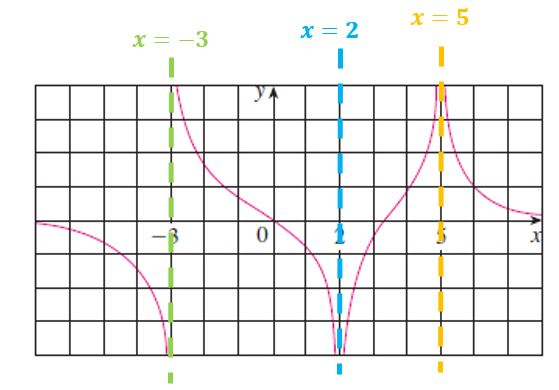 x = 5
x = 2
x = −3
y
−3
0
2
5
x